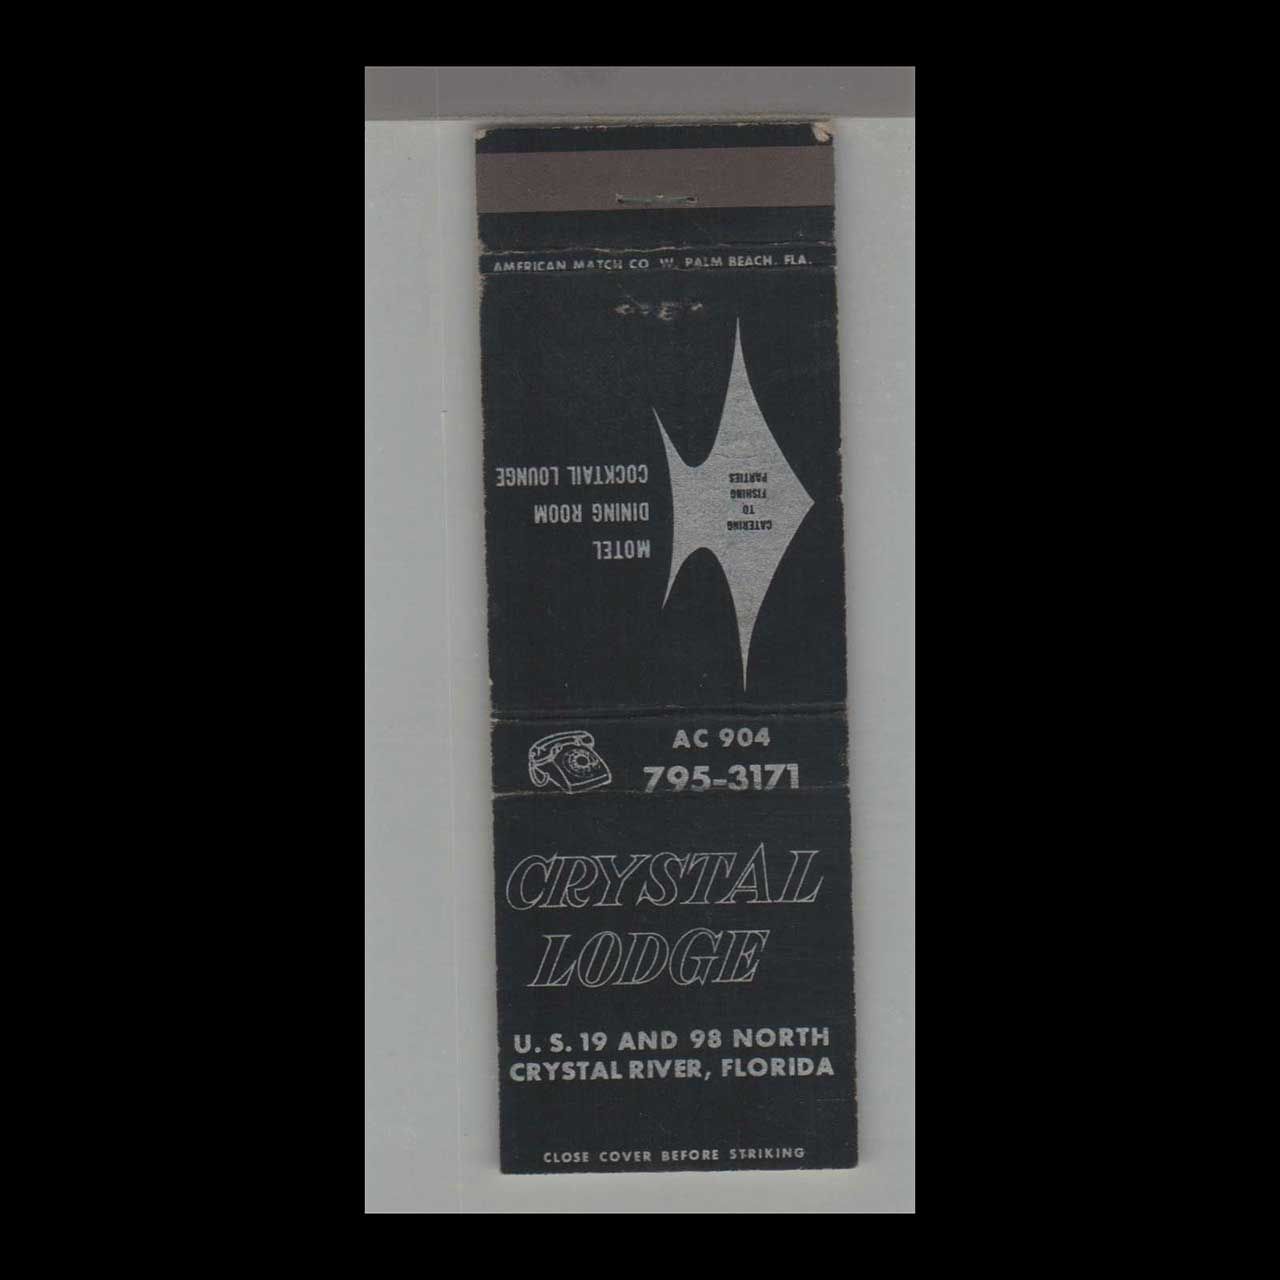 AMERICAN MATCH CO. W. PALM BEACH, FLA.
CATERING
TO
FISHING
PARTIES
MOTEL
DINING ROOM
COCKTAIL LOUNGE
AC 904
795-3171
CRYSTAL
LODGE
U. S. 19 AND 98 NORTH
CRYSTAL RIVER, FLORIDA
CLOSE COVER BEFORE STRIKING